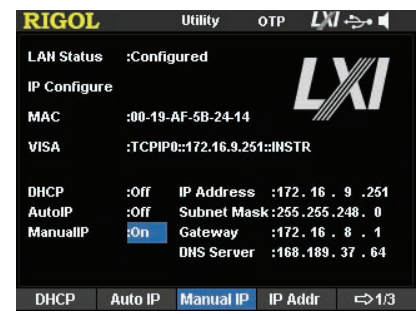 RIGOL Utility OTP LXI
LAN Status :Configured
IP Configure
LXI
MAC :00-19-AF-5B-24-14
VISA :TCPIP0::172.16.9.251::INSTR
DHCP :Off IP Address :172. 16 . 9 .251
AutoIP :Off Subnet Mask:255.255.248. 0
ManualIP :On Gateway :172. 16 . 8 . 1
DNS Server :168.189. 37 . 64
DHCP Auto IP Manual IP IP Addr ⇨1/3